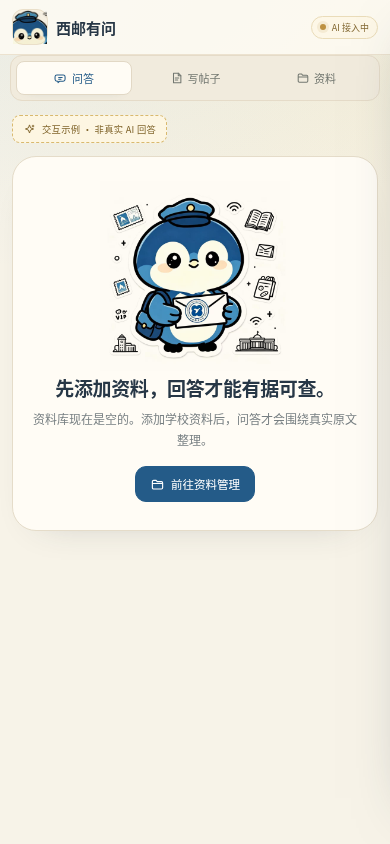 西邮有问
AI 接入中
问答
写帖子
资料
交互示例 · 非真实 AI 回答
先添加资料，回答才能有据可查。
资料库现在是空的。添加学校资料后，问答才会围绕真实原文
整理。
前往资料管理